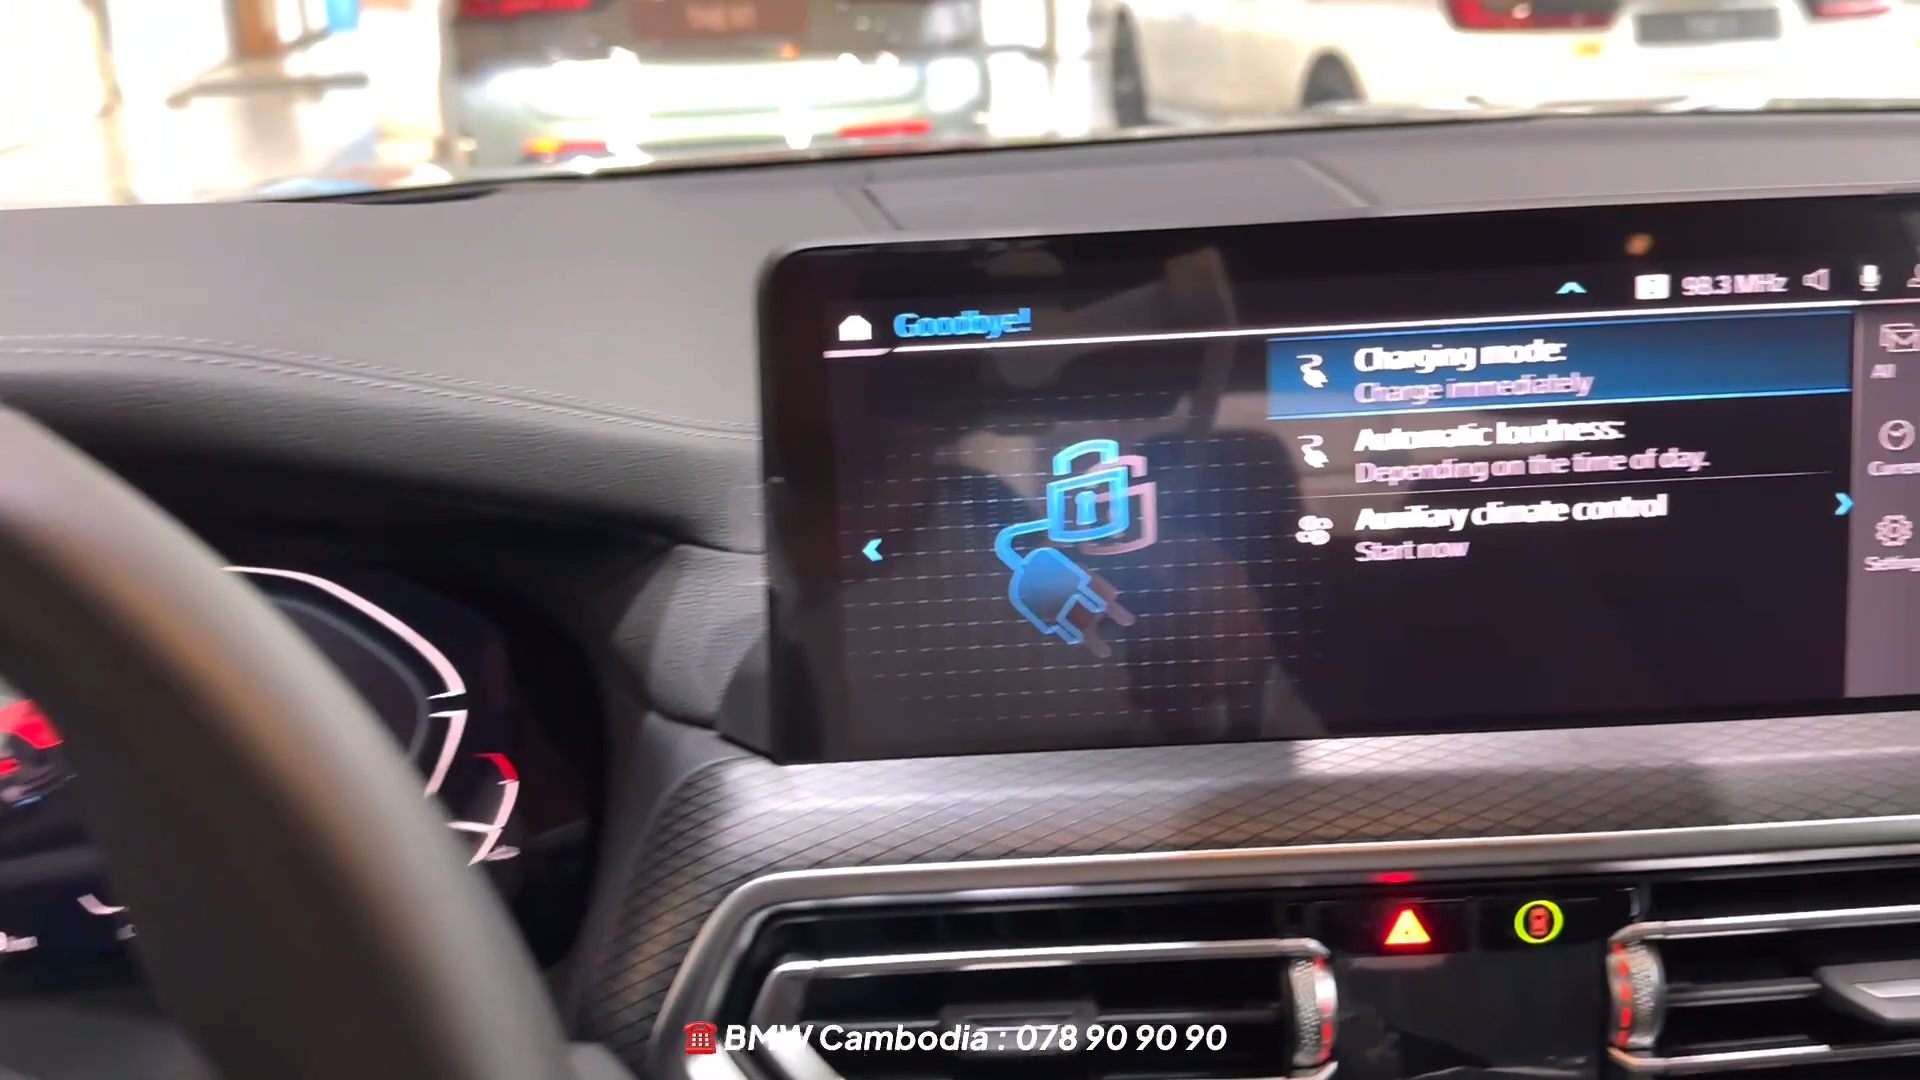 98.3 MHz
Goodbye!
Charging mode:
Charge immediately
All
Automatic loudness:
Depending on the time of day.
Auxiliary climate control
Start now
BMW Cambodia : 078 90 90 90